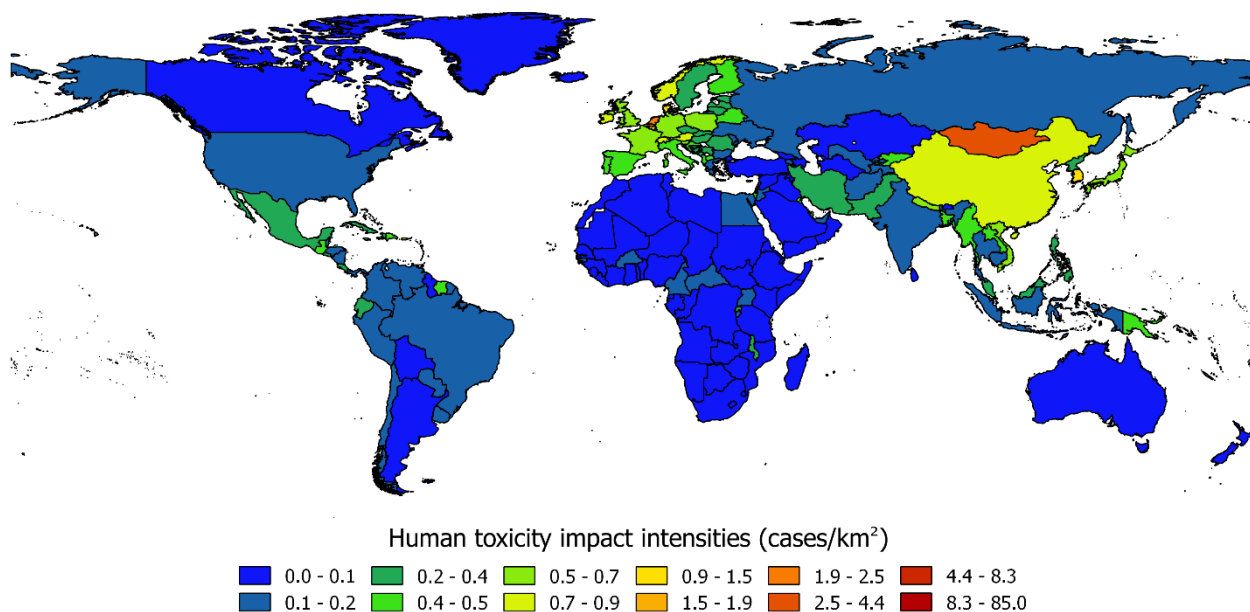 Human toxicity impact intensities (cases/km²)
0.0 - 0.1 0.2 - 0.4 0.5 - 0.7 0.9 - 1.5 1.9 - 2.5 4.4 - 8.3
0.1 - 0.2 0.4 - 0.5 0.7 - 0.9 1.5 - 1.9 2.5 - 4.4 8.3 - 85.0